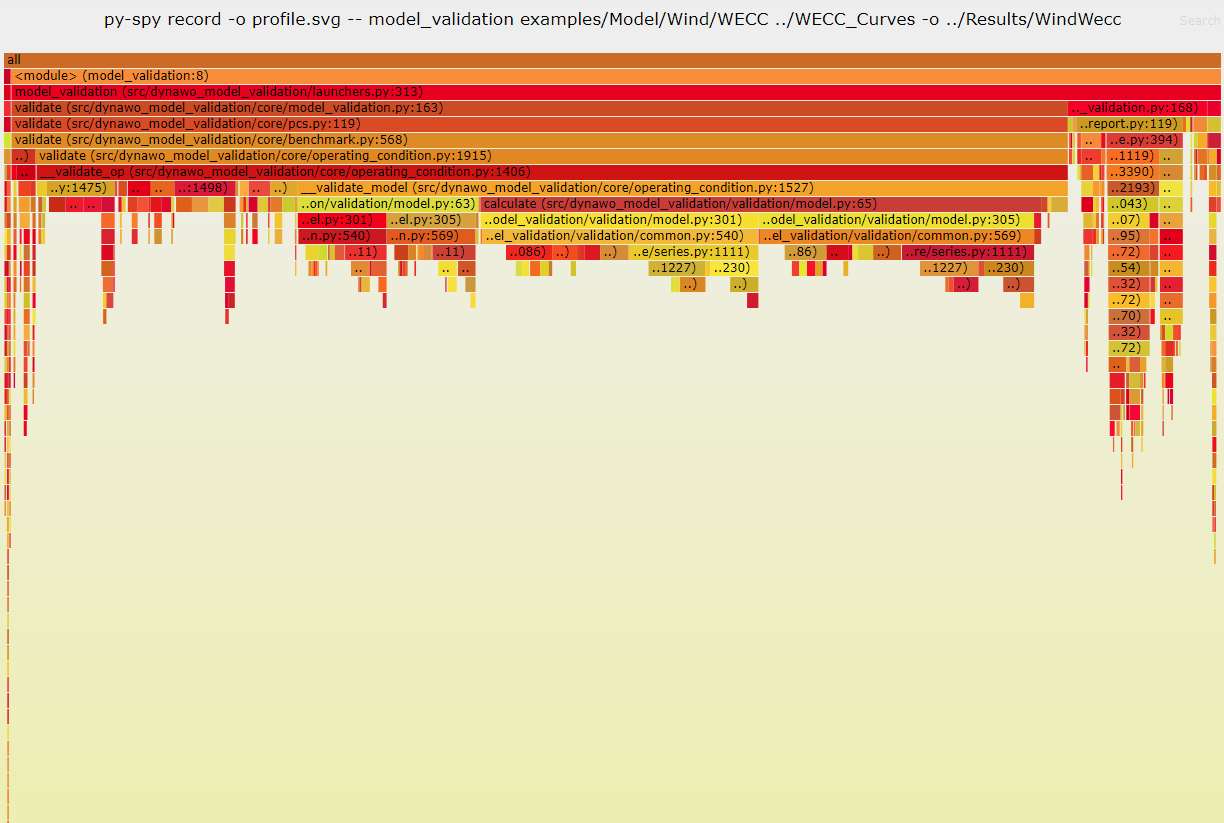 py-spy record -o profile.svg -- model_validation examples/Model/Wind/WECC ../WECC_Curves -o ../Results/WindWecc
Search
all
<module> (model_validation:8)
model_validation (src/dynawo_model_validation/launchers.py:313)
validate (src/dynawo_model_validation/core/model_validation.py:163) .._validation.py:168)
validate (src/dynawo_model_validation/core/pcs.py:119) ..report.py:119)
validate (src/dynawo_model_validation/core/benchmark.py:568) .. ..e.py:394)
..) validate (src/dynawo_model_validation/core/operating_condition.py:1915) .. ..1119) ..
.. __validate_op (src/dynawo_model_validation/core/operating_condition.py:1406) ..3390) ..
..y:1475) .. .. ..:1498) .. ..) __validate_model (src/dynawo_model_validation/core/operating_condition.py:1527) ..2193) ..
.. .. ..on/validation/model.py:63) calculate (src/dynawo_model_validation/validation/model.py:65) ..043) ..
..el.py:301) ..el.py:305) ..odel_validation/validation/model.py:301) ..odel_validation/validation/model.py:305) ..07) ..
..n.py:540) ..n.py:569) ..el_validation/validation/common.py:540) ..el_validation/validation/common.py:569) ..95) ..
..11) ..11) ..086) ..) ..) ..e/series.py:1111) ..86) .. ..) ..re/series.py:1111) ..72) ..
.. .. .. ..1227) ..230) ..1227) ..230) ..54) ..
..) ..) ..) ..) ..32) ..
..72) ..
..70) ..
..32)
..72)
..